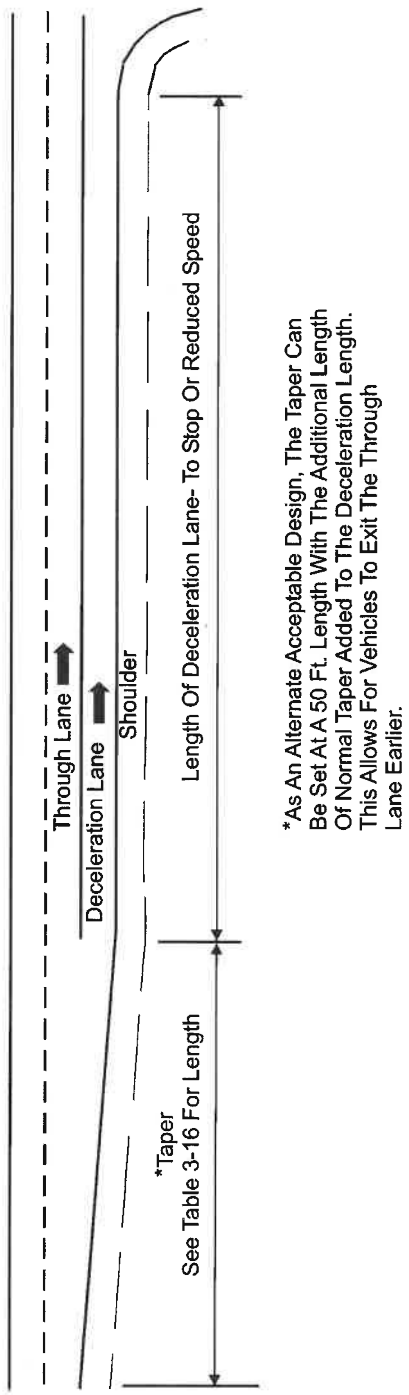 Through Lane
Deceleration Lane
Shoulder
*Taper
See Table 3-16 For Length
Length Of Deceleration Lane- To Stop Or Reduced Speed
*As An Alternate Acceptable Design, The Taper Can
Be Set At A 50 Ft. Length With The Additional Length
Of Normal Taper Added To The Deceleration Length.
This Allows For Vehicles To Exit The Through
Lane Earlier.